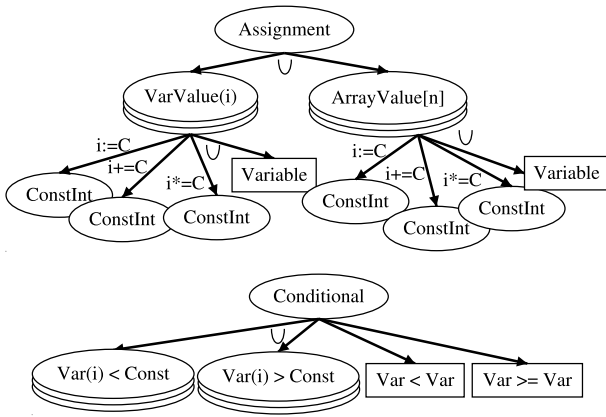 Assignment
∪
VarValue(i)
ArrayValue[n]
i:=C
i+=C
i*=C
∪
Variable
ConstInt
ConstInt
ConstInt
i:=C
i+=C
i*=C
∪
Variable
ConstInt
ConstInt
ConstInt
Conditional
∪
Var(i) < Const
Var(i) > Const
Var < Var
Var >= Var